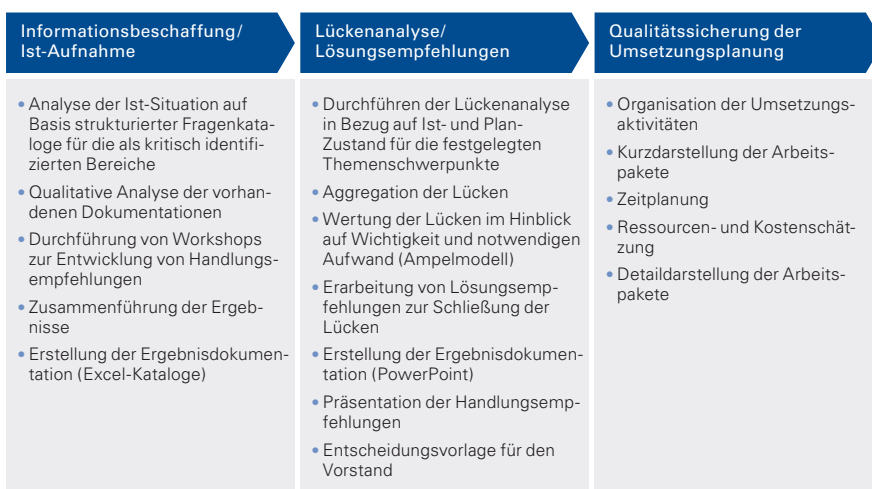 Informationsbeschaffung/
Ist-Aufnahme
• Analyse der Ist-Situation auf
Basis strukturierter Fragenkata-
loge für die als kritisch identifi-
zierten Bereiche
• Qualitative Analyse der vorhan-
denen Dokumentationen
• Durchführung von Workshops
zur Entwicklung von Handlungs-
empfehlungen
• Zusammenführung der Ergeb-
nisse
• Erstellung der Ergebnisdokumen-
tation (Excel-Kataloge)
Lückenanalyse/
Lösungsempfehlungen
• Durchführen der Lückenanalyse
in Bezug auf Ist- und Plan-
Zustand für die festgelegten
Themenschwerpunkte
• Aggregation der Lücken
• Wertung der Lücken im Hinblick
auf Wichtigkeit und notwendigen
Aufwand (Ampelmodell)
• Erarbeitung von Lösungsemp-
fehlungen zur Schließung der
Lücken
• Erstellung der Ergebnisdokumen-
tation (PowerPoint)
• Präsentation der Handlungsemp-
fehlungen
• Entscheidungsvorlage für den
Vorstand
Qualitätssicherung der
Umsetzungsplanung
• Organisation der Umsetzungs-
aktivitäten
• Kurzdarstellung der Arbeits-
pakete
• Zeitplanung
• Ressourcen- und Kostenschät-
zung
• Detaildarstellung der Arbeits-
pakete